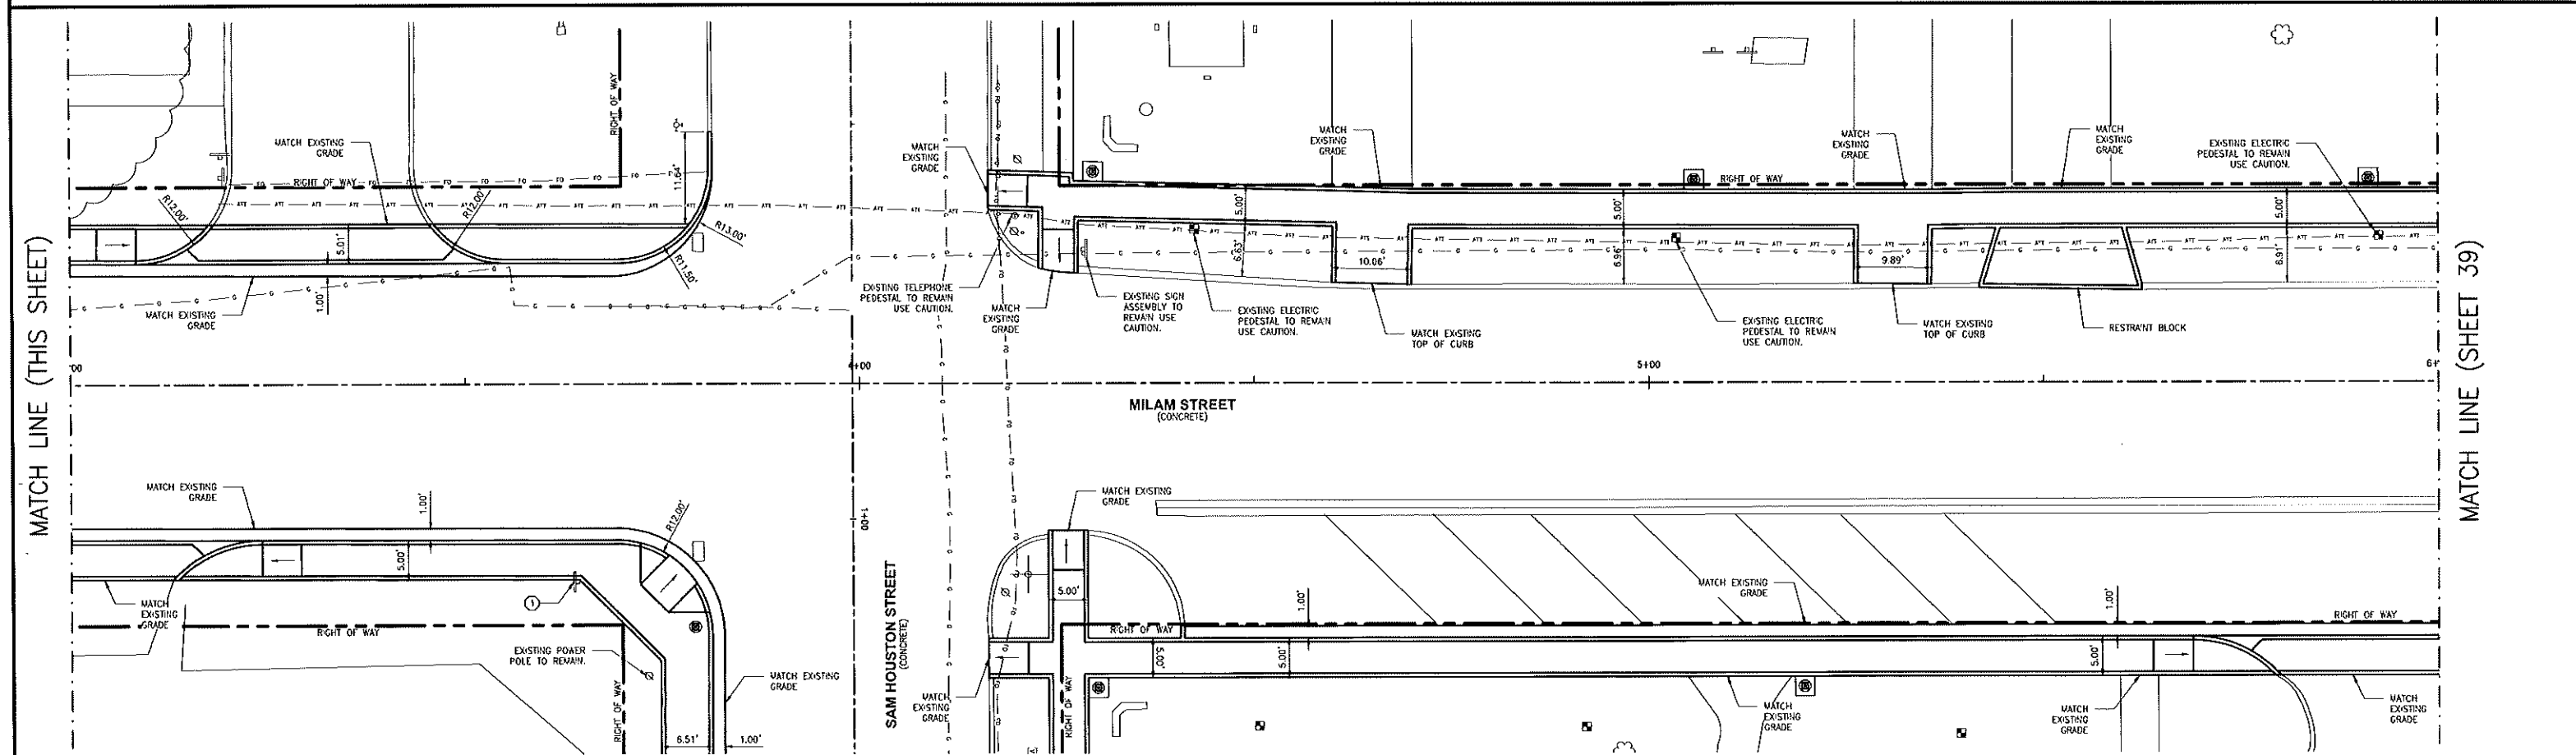 MATCH LINE (THIS SHEET)
MATCH EXISTING
GRADE
RIGHT OF WAY
RIGHT OF WAY
R12.00'
R12.00'
11.64'
R13.00'
R11.50'
5.01'
1.00'
MATCH EXISTING
GRADE
MATCH
EXISTING
GRADE
EXISTING TELEPHONE
PEDESTAL TO REMAIN
USE CAUTION.
MATCH
EXISTING
GRADE
EXISTING SIGN
ASSEMBLY TO
REMAIN USE
CAUTION.
EXISTING ELECTRIC
PEDESTAL TO REMAIN
USE CAUTION.
5.00'
6.63'
MATCH
EXISTING
GRADE
10.06'
MATCH EXISTING
TOP OF CURB
RIGHT OF WAY
5.00'
6.96'
EXISTING ELECTRIC
PEDESTAL TO REMAIN
USE CAUTION.
MATCH
EXISTING
GRADE
9.89'
MATCH EXISTING
TOP OF CURB
MATCH
EXISTING
GRADE
RESTRAINT BLOCK
EXISTING ELECTRIC
PEDESTAL TO REMAIN
USE CAUTION.
5.00'
6.91'
MATCH LINE (SHEET 39)
00
4+00
5+00
6+
MILAM STREET
(CONCRETE)
1+00
SAM HOUSTON STREET
(CONCRETE)
MATCH EXISTING
GRADE
1.00'
5.00'
R12.00'
MATCH
EXISTING
GRADE
1
RIGHT OF WAY
EXISTING POWER
POLE TO REMAIN.
RIGHT OF WAY
MATCH EXISTING
GRADE
6.51'
1.00'
MATCH EXISTING
GRADE
5.00'
RIGHT OF WAY
MATCH
EXISTING
GRADE
RIGHT OF WAY
5.00'
1.00'
5.00'
MATCH EXISTING
GRADE
MATCH
EXISTING
GRADE
1.00'
5.00'
MATCH
EXISTING
GRADE
RIGHT OF WAY
MATCH
EXISTING
GRADE